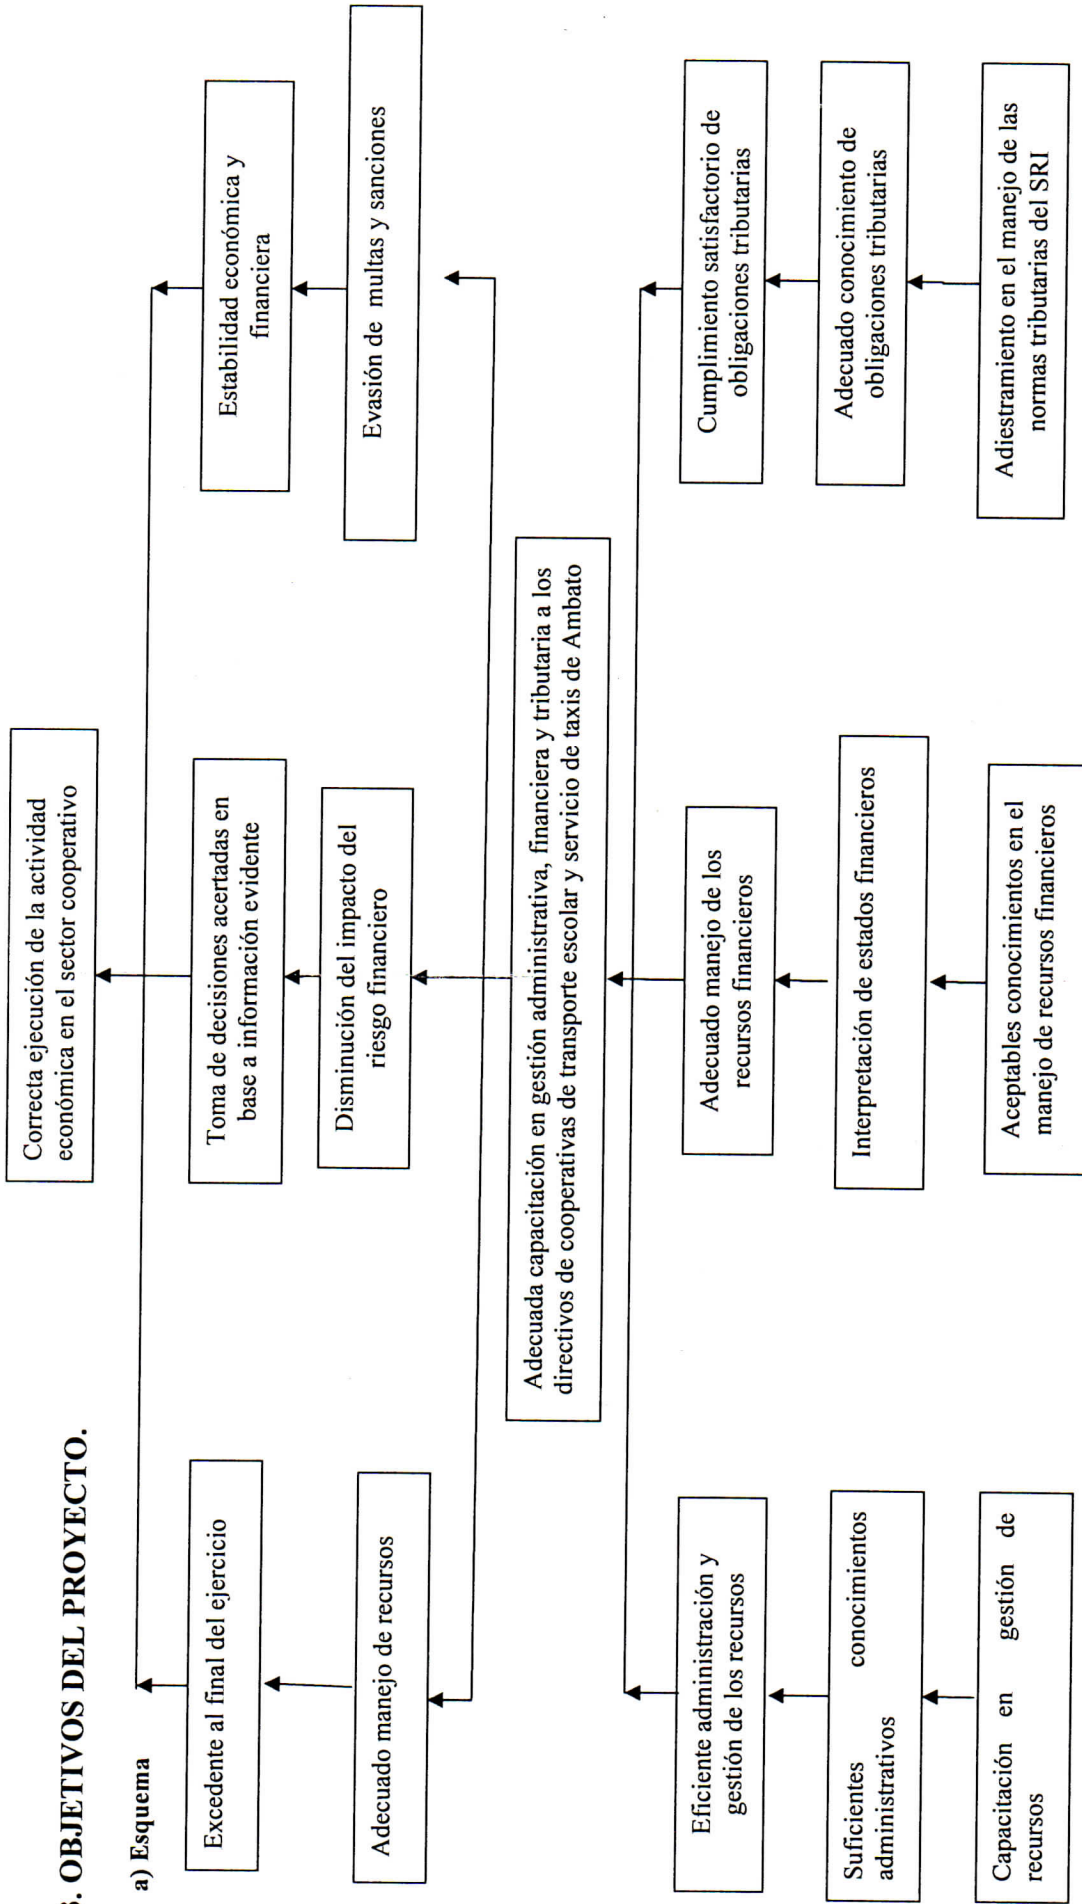 3. OBJETIVOS DEL PROYECTO.
a) Esquema
Correcta ejecución de la actividad
económica en el sector cooperativo
Excedente al final del ejercicio
Toma de decisiones acertadas en
base a información evidente
Estabilidad económica y
financiera
Adecuado manejo de recursos
Disminución del impacto del
riesgo financiero
Evasión de multas y sanciones
Adecuada capacitación en gestión administrativa, financiera y tributaria a los
directivos de cooperativas de transporte escolar y servicio de taxis de Ambato
Eficiente administración y
gestión de los recursos
Adecuado manejo de los
recursos financieros
Cumplimiento satisfactorio de
obligaciones tributarias
Suficientes conocimientos
administrativos
Interpretación de estados financieros
Adecuado conocimiento de
obligaciones tributarias
Capacitación en gestión de
recursos
Aceptables conocimientos en el
manejo de recursos financieros
Adiestramiento en el manejo de las
normas tributarias del SRI